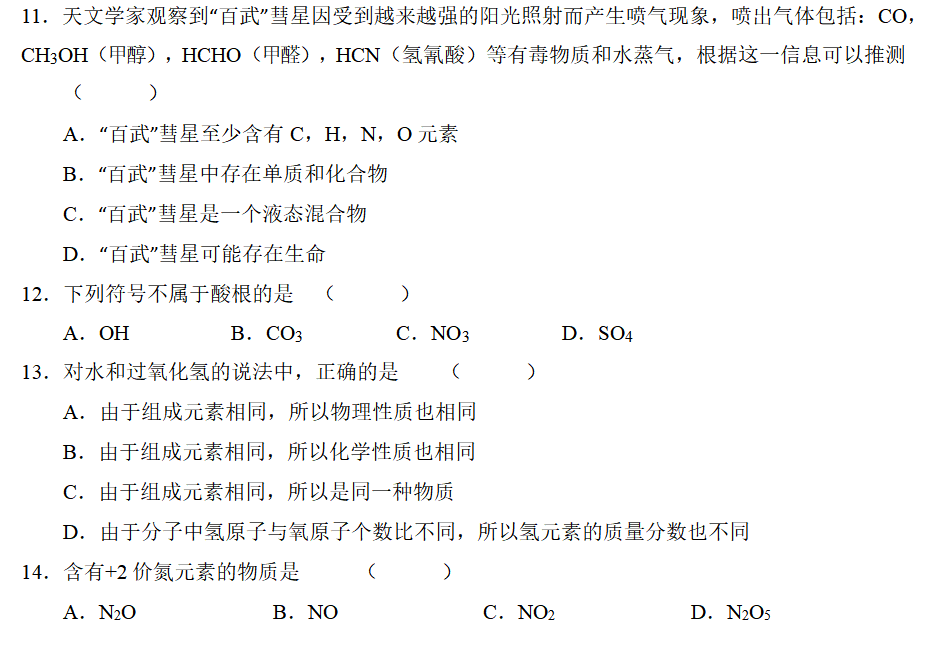 11．天文学家观察到“百武”彗星因受到越来越强的阳光照射而产生喷气现象，喷出气体包括：CO，
CH3OH（甲醇），HCHO（甲醛），HCN（氢氰酸）等有毒物质和水蒸气，根据这一信息可以推测
（　　　）
A．“百武”彗星至少含有 C，H，N，O 元素
B．“百武”彗星中存在单质和化合物
C．“百武”彗星是一个液态混合物
D．“百武”彗星可能存在生命
12．下列符号不属于酸根的是　（　　　）
A．OH　　B．CO3　　C．NO3　　D．SO4
13．对水和过氧化氢的说法中，正确的是　（　　　）
A．由于组成元素相同，所以物理性质也相同
B．由于组成元素相同，所以化学性质也相同
C．由于组成元素相同，所以是同一种物质
D．由于分子中氢原子与氧原子个数比不同，所以氢元素的质量分数也不同
14．含有+2 价氮元素的物质是　（　　　）
A．N2O　　B．NO　　C．NO2　　D．N2O5